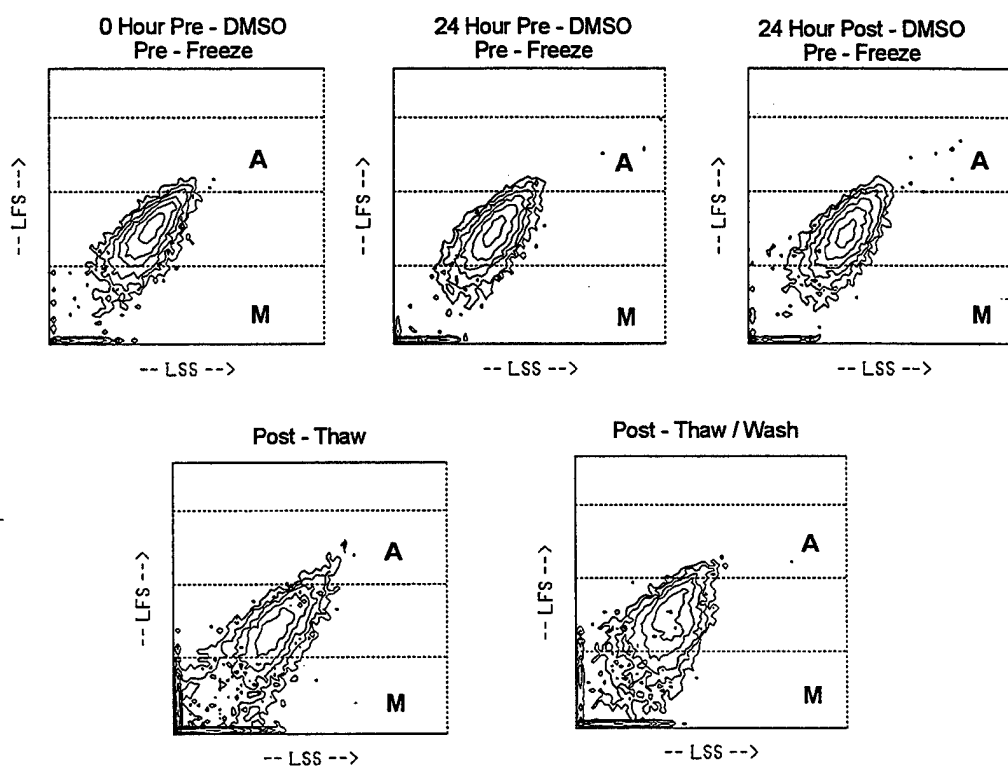 0 Hour Pre - DMSO
Pre - Freeze
24 Hour Pre - DMSO
Pre - Freeze
24 Hour Post - DMSO
Pre - Freeze
-- LFS -->
A
M
-- LSS -->
-- LFS -->
A
M
-- LSS -->
-- LFS -->
A
M
-- LSS -->
Post - Thaw
Post - Thaw / Wash
-- LFS -->
A
M
-- LSS -->
-- LFS -->
A
M
-- LSS -->